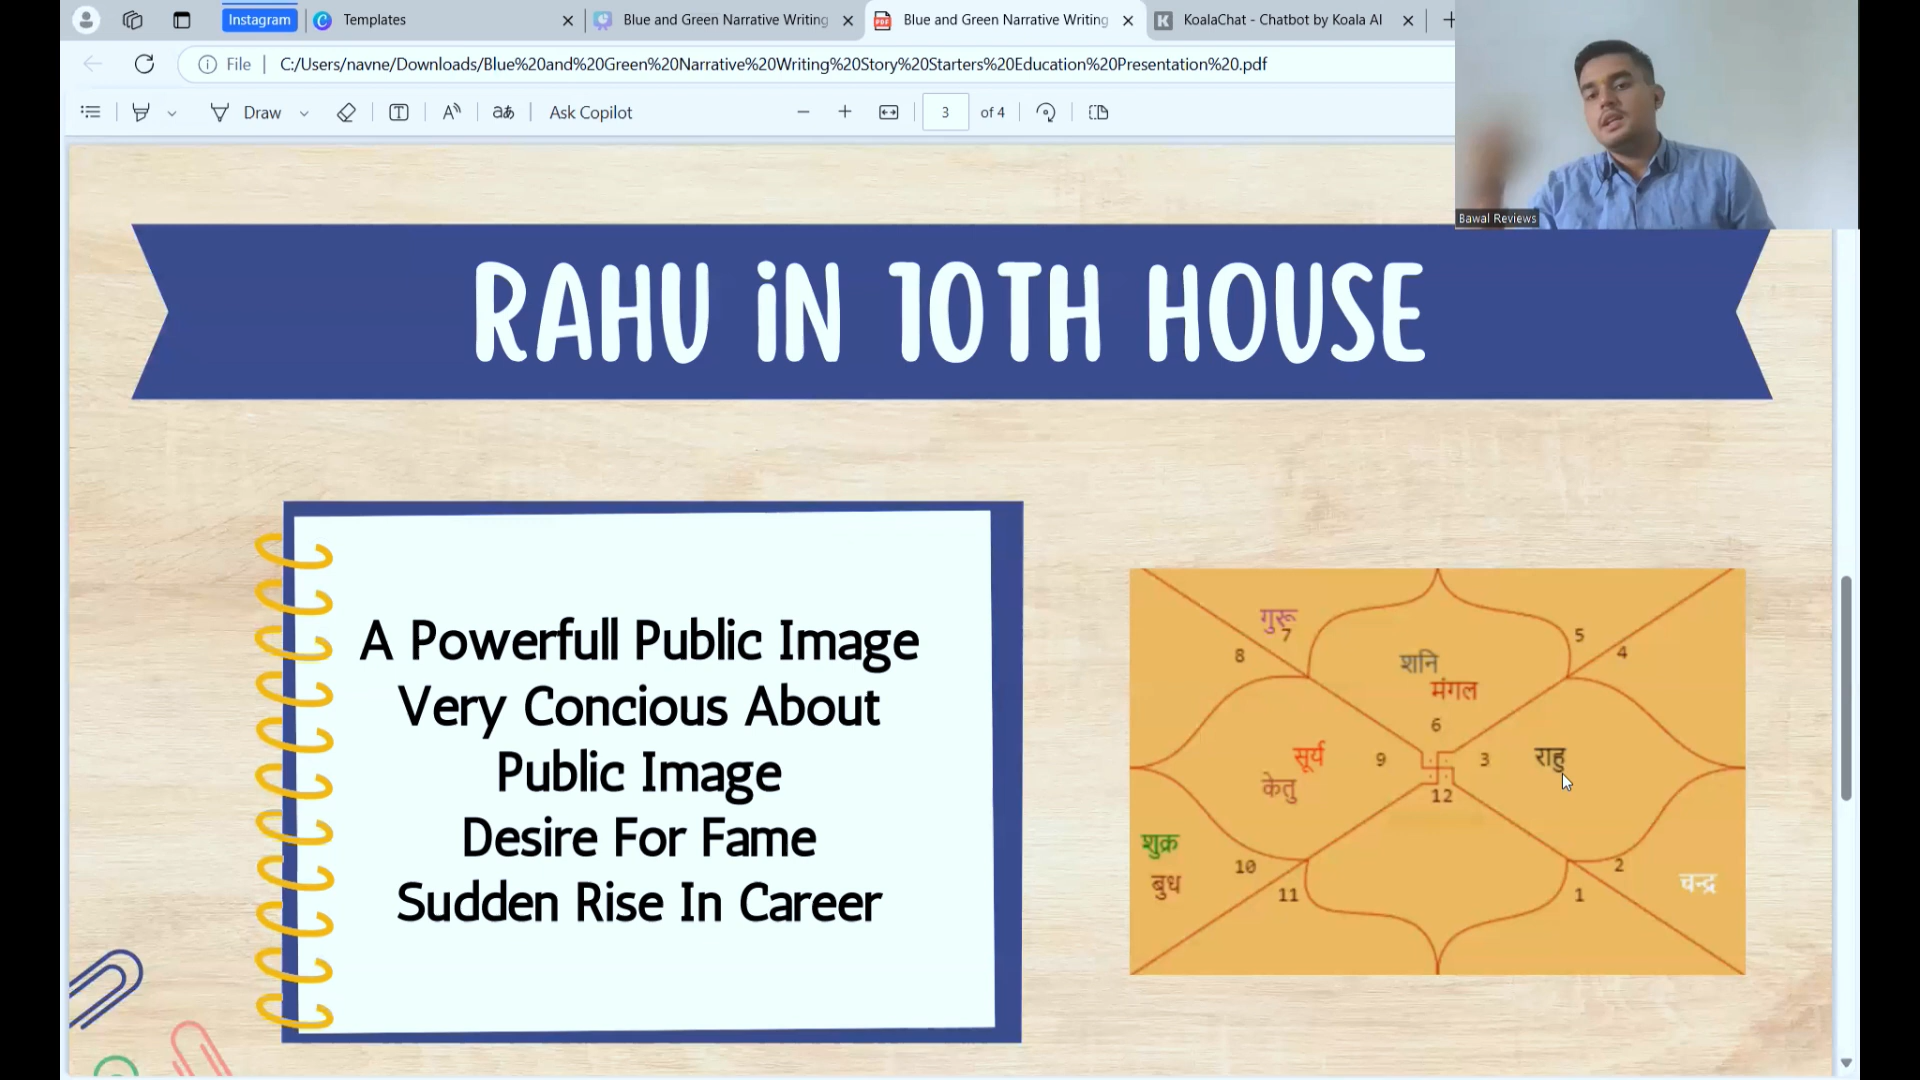 Instagram
Templates
Blue and Green Narrative Writing
Blue and Green Narrative Writing
KoalaChat - Chatbot by Koala AI
File
C:/Users/navne/Downloads/Blue%20and%20Green%20Narrative%20Writing%20Story%20Starters%20Education%20Presentation%20.pdf
Draw
aあ
Ask Copilot
3 of 4
Bawal Reviews
RAHU iN 10TH HOUSE
A Powerfull Public Image
Very Concious About
Public Image
Desire For Fame
Sudden Rise In Career
गुरू
7
8
5
4
शनि
मंगल
6
सूर्य
केतु
9
3
राहु
12
शुक्र
बुध
10
11
2
1
चन्द्र